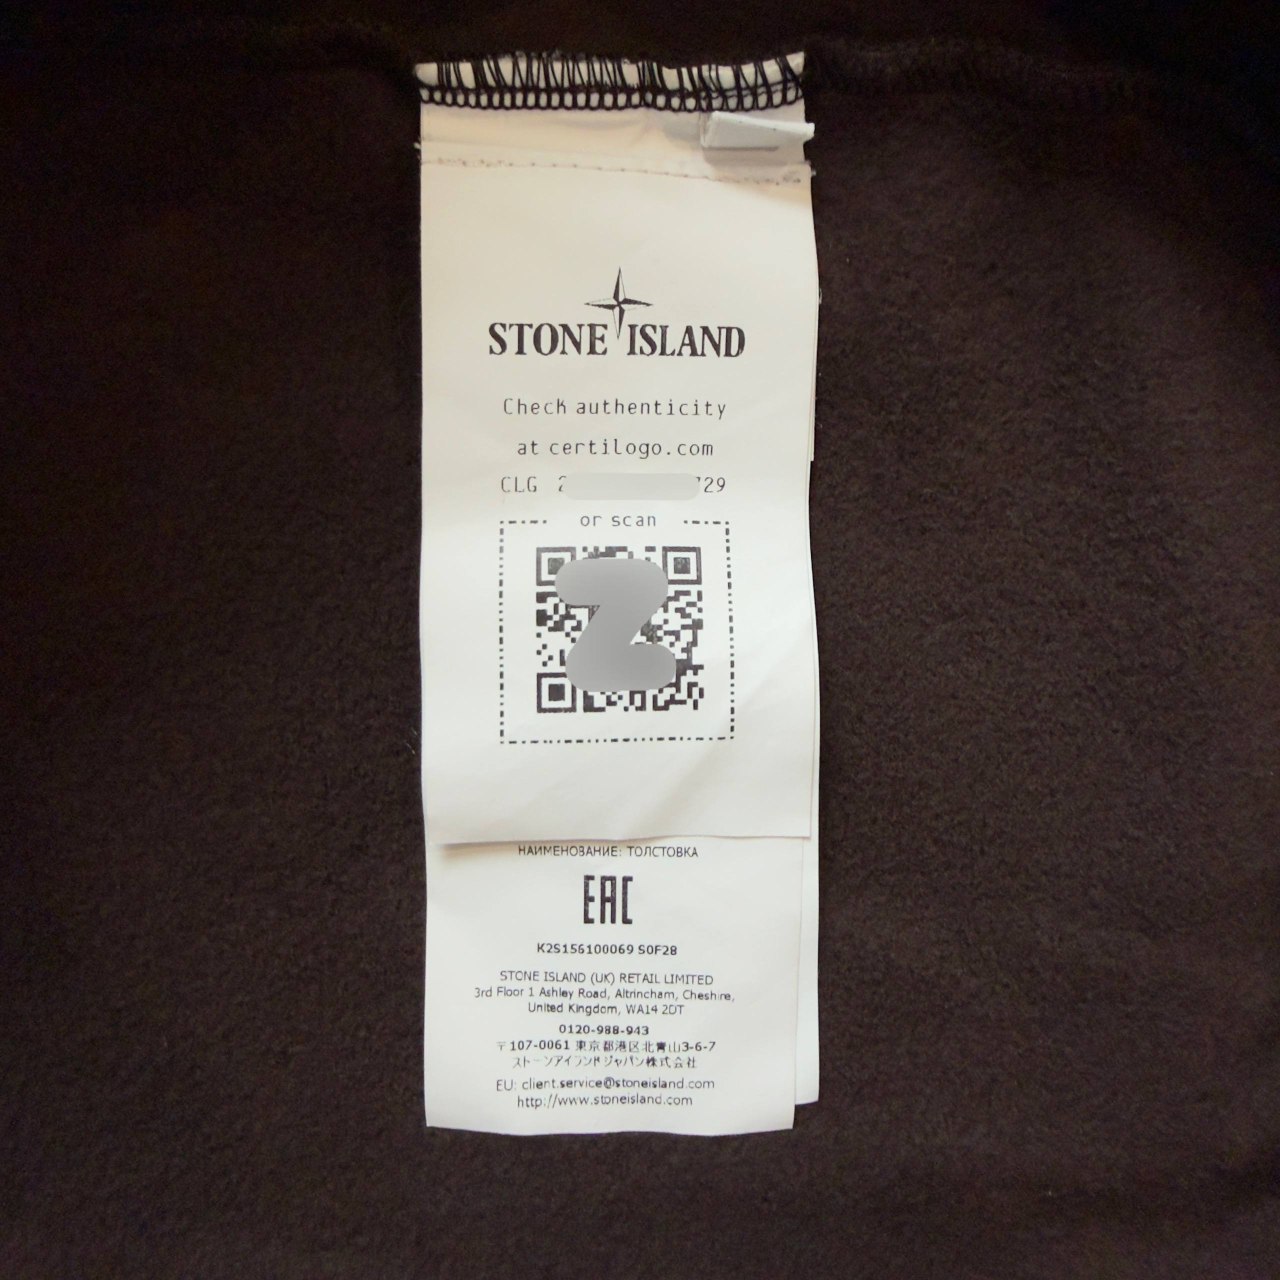 STONE ISLAND
Check authenticity
at certilogo.com
CLG 2 729
or scan
НАИМЕНОВАНИЕ: ТОЛСТОВКА
EAC
K2S156100069 S0F28
STONE ISLAND (UK) RETAIL LIMITED
3rd Floor 1 Ashley Road, Altrincham, Cheshire,
United Kingdom, WA14 2DT
0120-988-943
〒107-0061 東京都港区北青山3-6-7
ストーンアイランドジャパン株式会社
EU: client.service@stoneisland.com
http://www.stoneisland.com